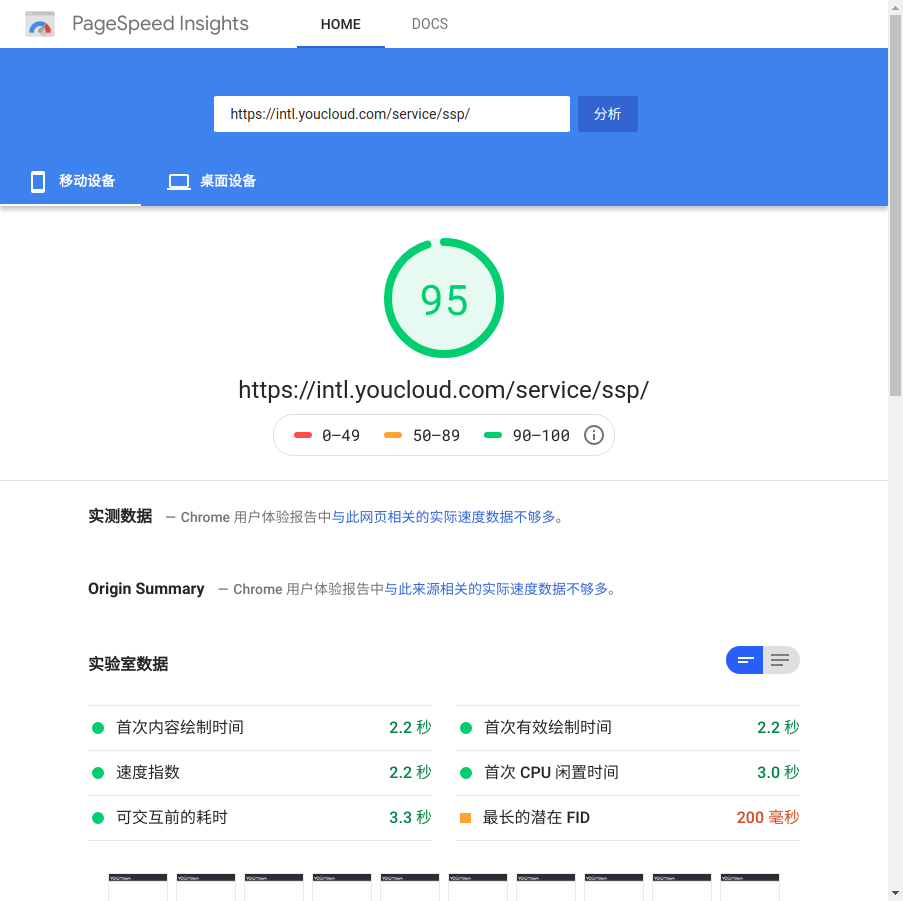 PageSpeed Insights HOME DOCS
https://intl.youcloud.com/service/ssp/ 分析
移动设备 桌面设备
95
https://intl.youcloud.com/service/ssp/
0–49 50–89 90–100
实测数据 — Chrome 用户体验报告中与此网页相关的实际速度数据不够多。
Origin Summary — Chrome 用户体验报告中与此来源相关的实际速度数据不够多。
实验室数据
首次内容绘制时间 2.2 秒 首次有效绘制时间 2.2 秒
速度指数 2.2 秒 首次 CPU 闲置时间 3.0 秒
可交互前的耗时 3.3 秒 最长的潜在 FID 200 毫秒